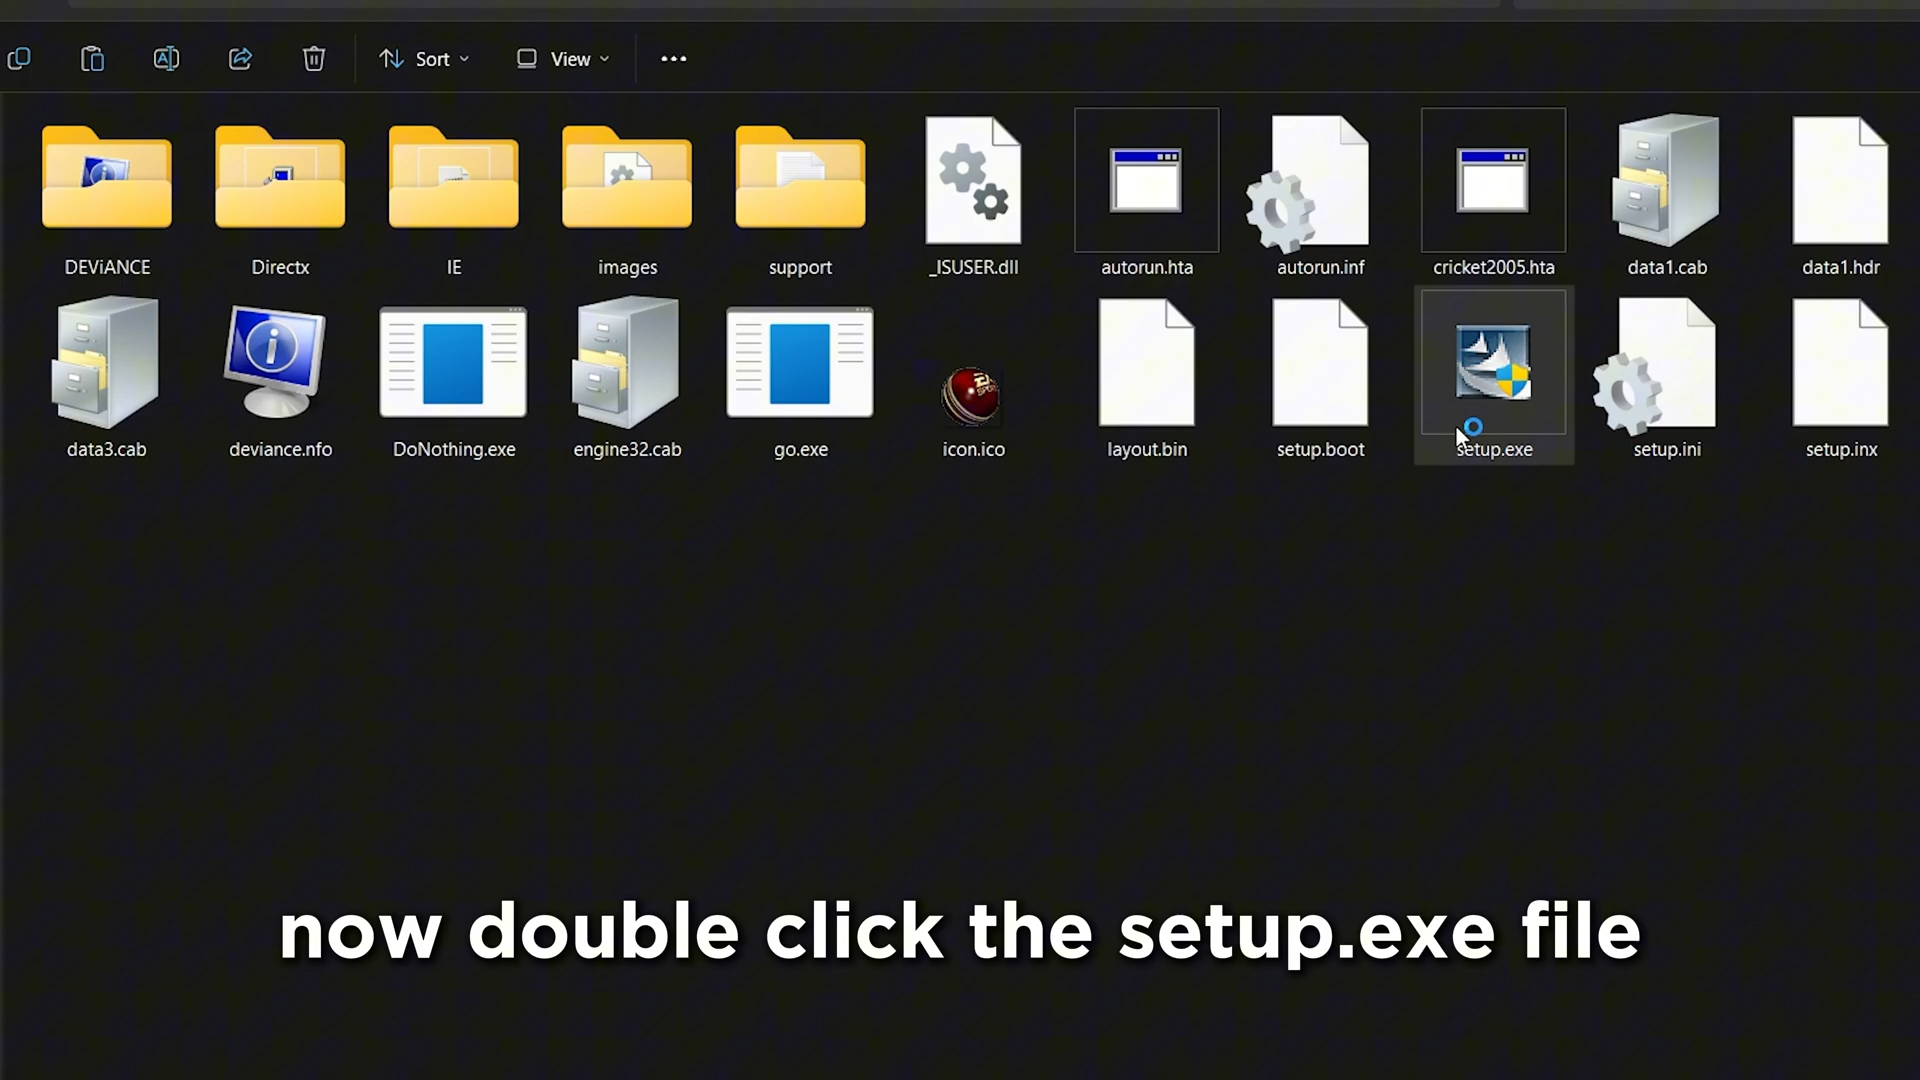 Sort
View
DEViANCE
Directx
IE
images
support
_ISUSER.dll
autorun.hta
autorun.inf
cricket2005.hta
data1.cab
data1.hdr
data3.cab
deviance.nfo
DoNothing.exe
engine32.cab
go.exe
icon.ico
layout.bin
setup.boot
setup.exe
setup.ini
setup.inx
now double click the setup.exe file